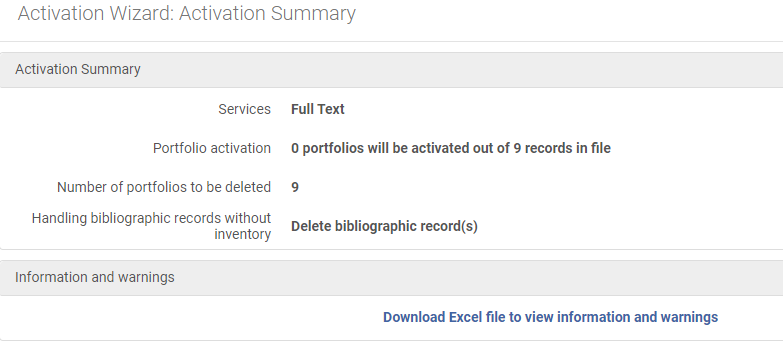 Activation Wizard: Activation Summary
Activation Summary
Services Full Text
Portfolio activation 0 portfolios will be activated out of 9 records in file
Number of portfolios to be deleted 9
Handling bibliographic records without
inventory Delete bibliographic record(s)
Information and warnings
Download Excel file to view information and warnings